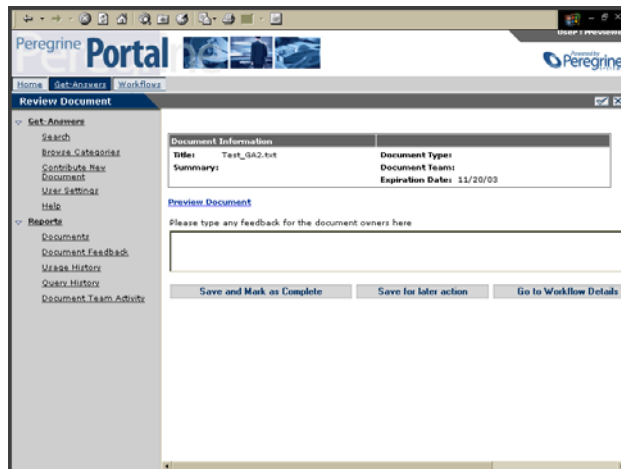 Peregrine Portal
Powered by
Peregrine
Home Get-Answers Workflows
Review Document
Get-Answers
Search
Browse Categories
Contribute New
Document
User Settings
Help
Reports
Documents
Document Feedback
Usage History
Query History
Document Team Activity
Document Information
Title: Test_GA2.txt Document Type:
Summary: Document Team:
Expiration Date: 11/20/03
Preview Document
Please type any feedback for the document owners here
Save and Mark as Complete Save for later action Go to Workflow Details